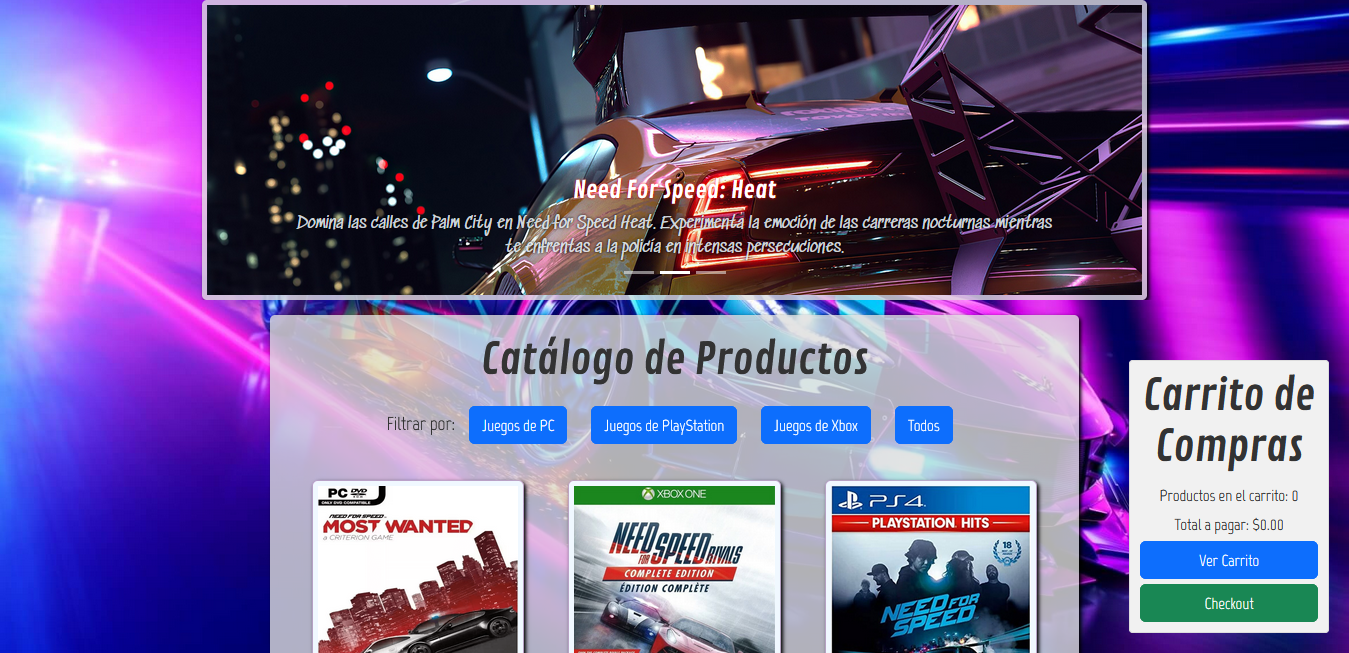 TOYO TIRES
Need For Speed: Heat
Domina las calles de Palm City en Need for Speed Heat. Experimenta la emoción de las carreras nocturnas mientras
te enfrentas a la policía en intensas persecuciones.
Catálogo de Productos
Filtrar por:
Juegos de PC
Juegos de PlayStation
Juegos de Xbox
Todos
PC DVD
ONLY DVD COMPATIBLE
NEED FOR SPEED
MOST WANTED
a CRITERION GAME
XBOX ONE
NEED FOR SPEED RIVALS
COMPLETE EDITION
ÉDITION COMPLÈTE
PS4
PLAYSTATION HITS
18
NEED FOR
SPEED
Carrito de
Compras
Productos en el carrito: 0
Total a pagar: $0.00
Ver Carrito
Checkout